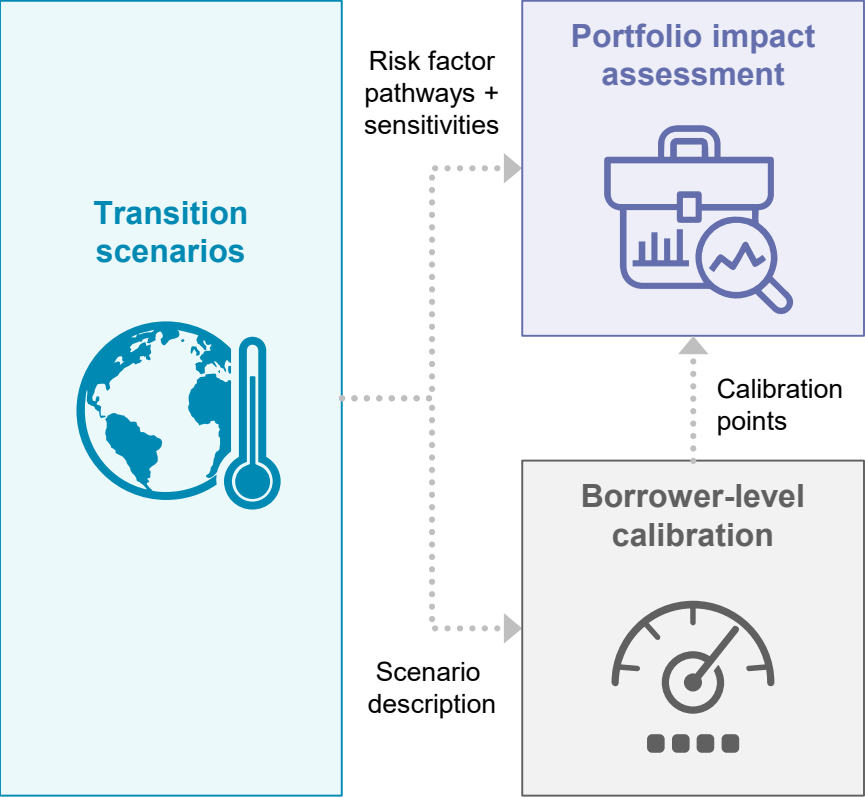 Transition
scenarios
Risk factor
pathways +
sensitivities
Portfolio impact
assessment
Calibration
points
Borrower-level
calibration
Scenario
description